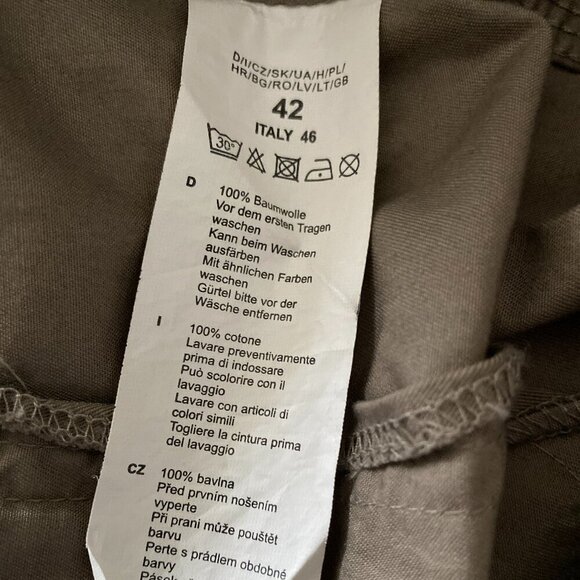 D/I/CZ/SK/UA/H/PL/
HR/BG/RO/LV/LT/GB
42
ITALY 46
30°
D 100% Baumwolle
Vor dem ersten Tragen
waschen
Kann beim Waschen
ausfärben
Mit ähnlichen Farben
waschen
Gürtel bitte vor der
Wäsche entfernen
I 100% cotone
Lavare preventivamente
prima di indossare
Può scolorire con il
lavaggio
Lavare con articoli di
colori simili
Togliere la cintura prima
del lavaggio
CZ 100% bavlna
Před prvním nošením
vyperte
Při praní může pouštět
barvu
Perte s prádlem obdobné
barvy